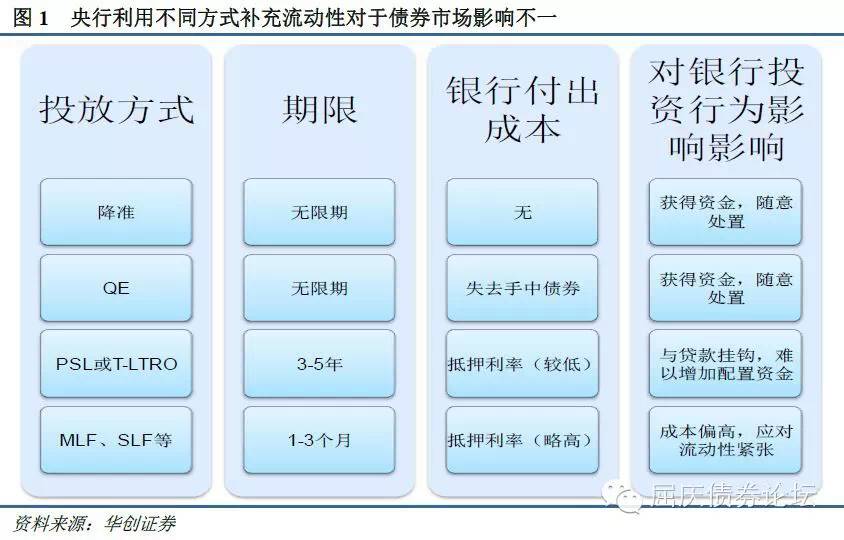 图 1 央行利用不同方式补充流动性对于债券市场影响不一
投放方式
期限
银行付出
成本
对银行投
资行为影
响影响
降准
无限期
无
获得资金，随意
处置
QE
无限期
失去手中债券
获得资金，随意
处置
PSL或T-LTRO
3-5年
抵押利率（较低）
与贷款挂钩，难
以增加配置资金
MLF、SLF等
1-3个月
抵押利率（略高）
成本偏高，应对
流动性紧张
屈庆债券论坛
资料来源：华创证券